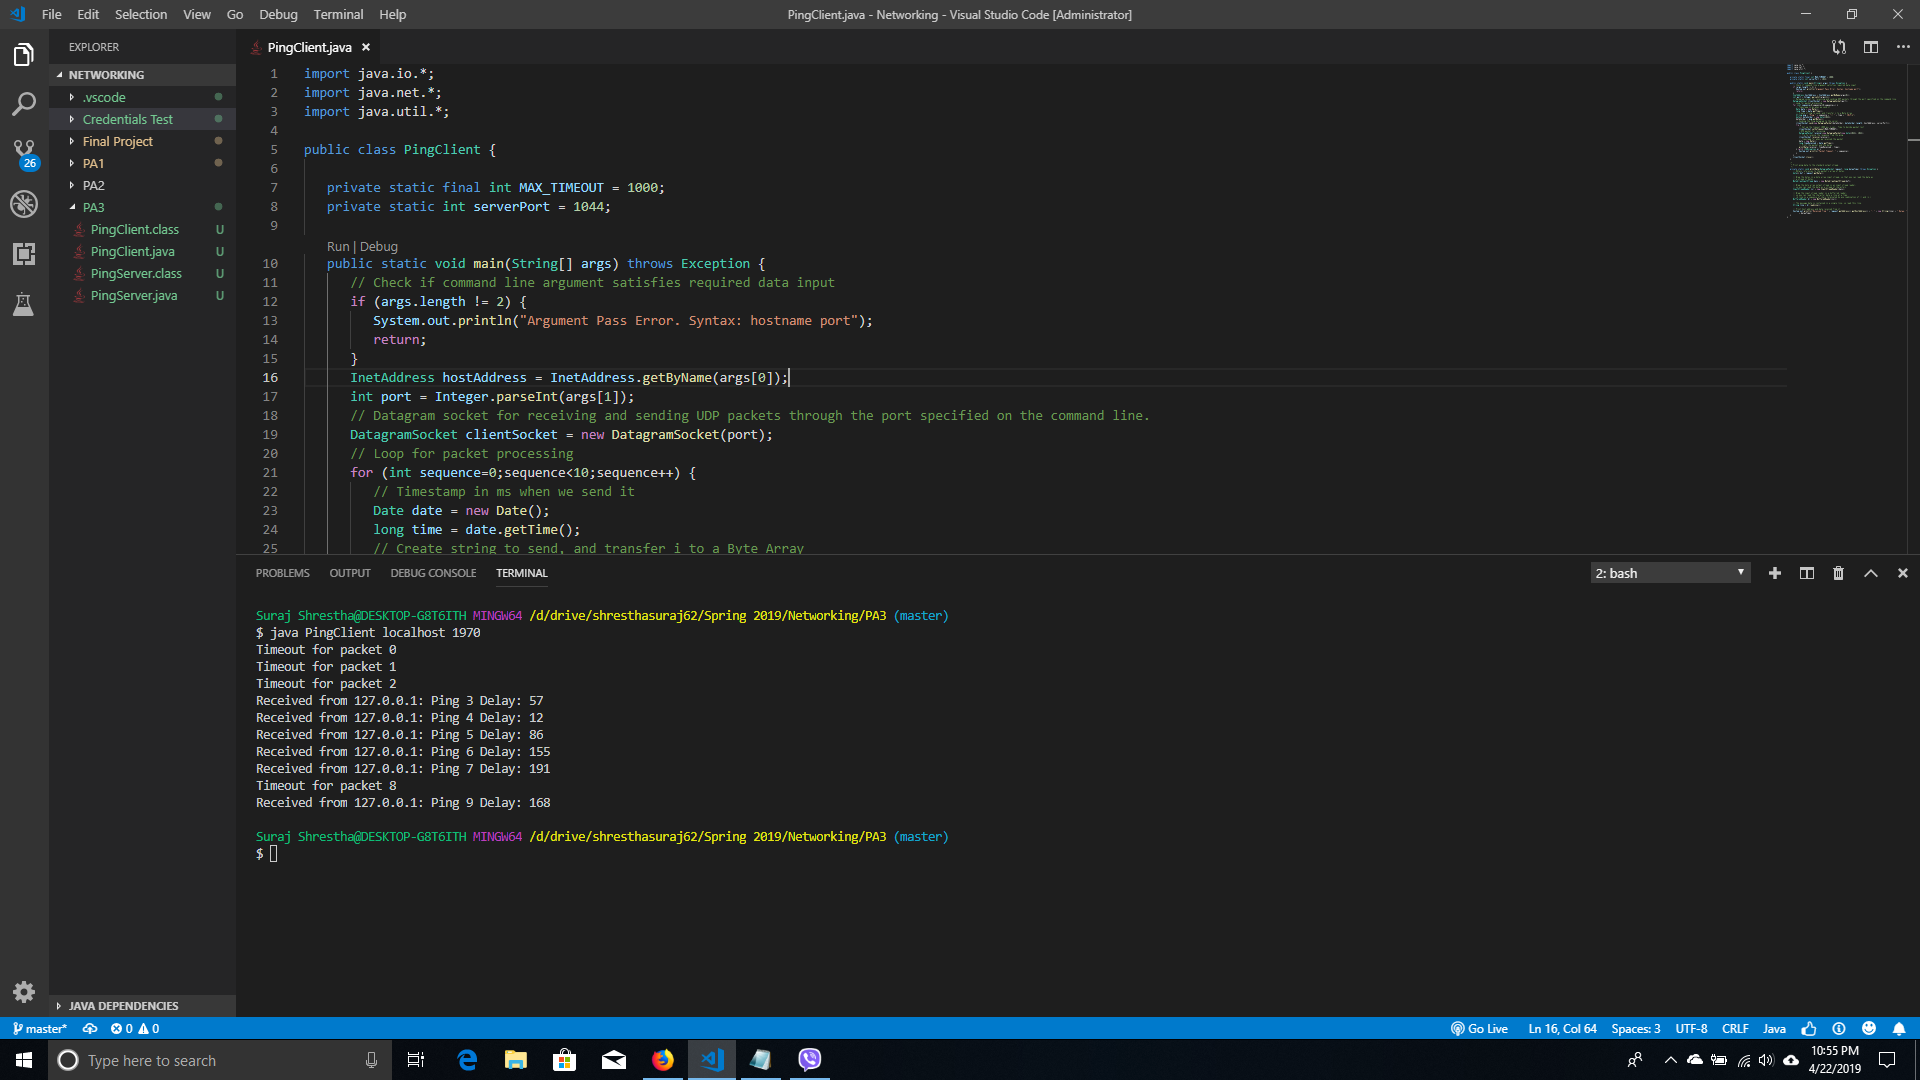 File Edit Selection View Go Debug Terminal Help
PingClient.java - Networking - Visual Studio Code [Administrator]
EXPLORER
NETWORKING
.vscode
Credentials Test
Final Project
PA1
PA2
PA3
PingClient.class U
PingClient.java U
PingServer.class U
PingServer.java U
JAVA DEPENDENCIES
26
PingClient.java
1 import java.io.*;
2 import java.net.*;
3 import java.util.*;
4
5 public class PingClient {
6
7 private static final int MAX_TIMEOUT = 1000;
8 private static int serverPort = 1044;
9
Run | Debug
10 public static void main(String[] args) throws Exception {
11 // Check if command line argument satisfies required data input
12 if (args.length != 2) {
13 System.out.println("Argument Pass Error. Syntax: hostname port");
14 return;
15 }
16 InetAddress hostAddress = InetAddress.getByName(args[0]);
17 int port = Integer.parseInt(args[1]);
18 // Datagram socket for receiving and sending UDP packets through the port specified on the command line.
19 DatagramSocket clientSocket = new DatagramSocket(port);
20 // Loop for packet processing
21 for (int sequence=0;sequence<10;sequence++) {
22 // Timestamp in ms when we send it
23 Date date = new Date();
24 long time = date.getTime();
25 // Create string to send, and transfer i to a Byte Array
PROBLEMS OUTPUT DEBUG CONSOLE TERMINAL
2: bash
Suraj Shrestha@DESKTOP-G8T6ITH MINGW64 /d/drive/shresthasuraj62/Spring 2019/Networking/PA3 (master)
$ java PingClient localhost 1970
Timeout for packet 0
Timeout for packet 1
Timeout for packet 2
Received from 127.0.0.1: Ping 3 Delay: 57
Received from 127.0.0.1: Ping 4 Delay: 12
Received from 127.0.0.1: Ping 5 Delay: 86
Received from 127.0.0.1: Ping 6 Delay: 155
Received from 127.0.0.1: Ping 7 Delay: 191
Timeout for packet 8
Received from 127.0.0.1: Ping 9 Delay: 168
Suraj Shrestha@DESKTOP-G8T6ITH MINGW64 /d/drive/shresthasuraj62/Spring 2019/Networking/PA3 (master)
$
master* 0 0
Go Live Ln 16, Col 64 Spaces: 3 UTF-8 CRLF Java
Type here to search
10:55 PM
4/22/2019